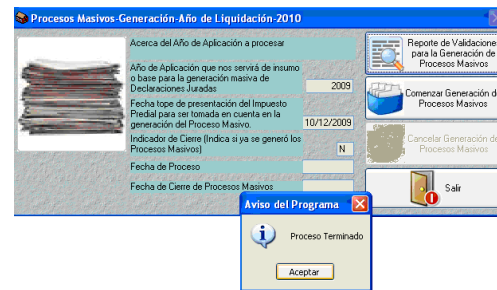 Procesos Masivos-Generación-Año de Liquidación-2010
Acerca del Año de Aplicación a procesar
Año de Aplicación que nos servirá de insumo
o base para la generación masiva de
Declaraciones Juradas
2009
Fecha tope de presentación del Impuesto
Predial para ser tomada en cuenta en la
generación del Proceso Masivo.
10/12/2009
Indicador de Cierre (Indica si ya se generó los
Procesos Masivos)
N
Fecha de Proceso
Fecha de Cierre de Procesos Masivos
Reporte de Validacione
para la Generación de
Procesos Masivos
Comenzar Generación d
Procesos Masivos
Cancelar Generación de
Procesos Masivos
Salir
Aviso del Programa
Proceso Terminado
Aceptar